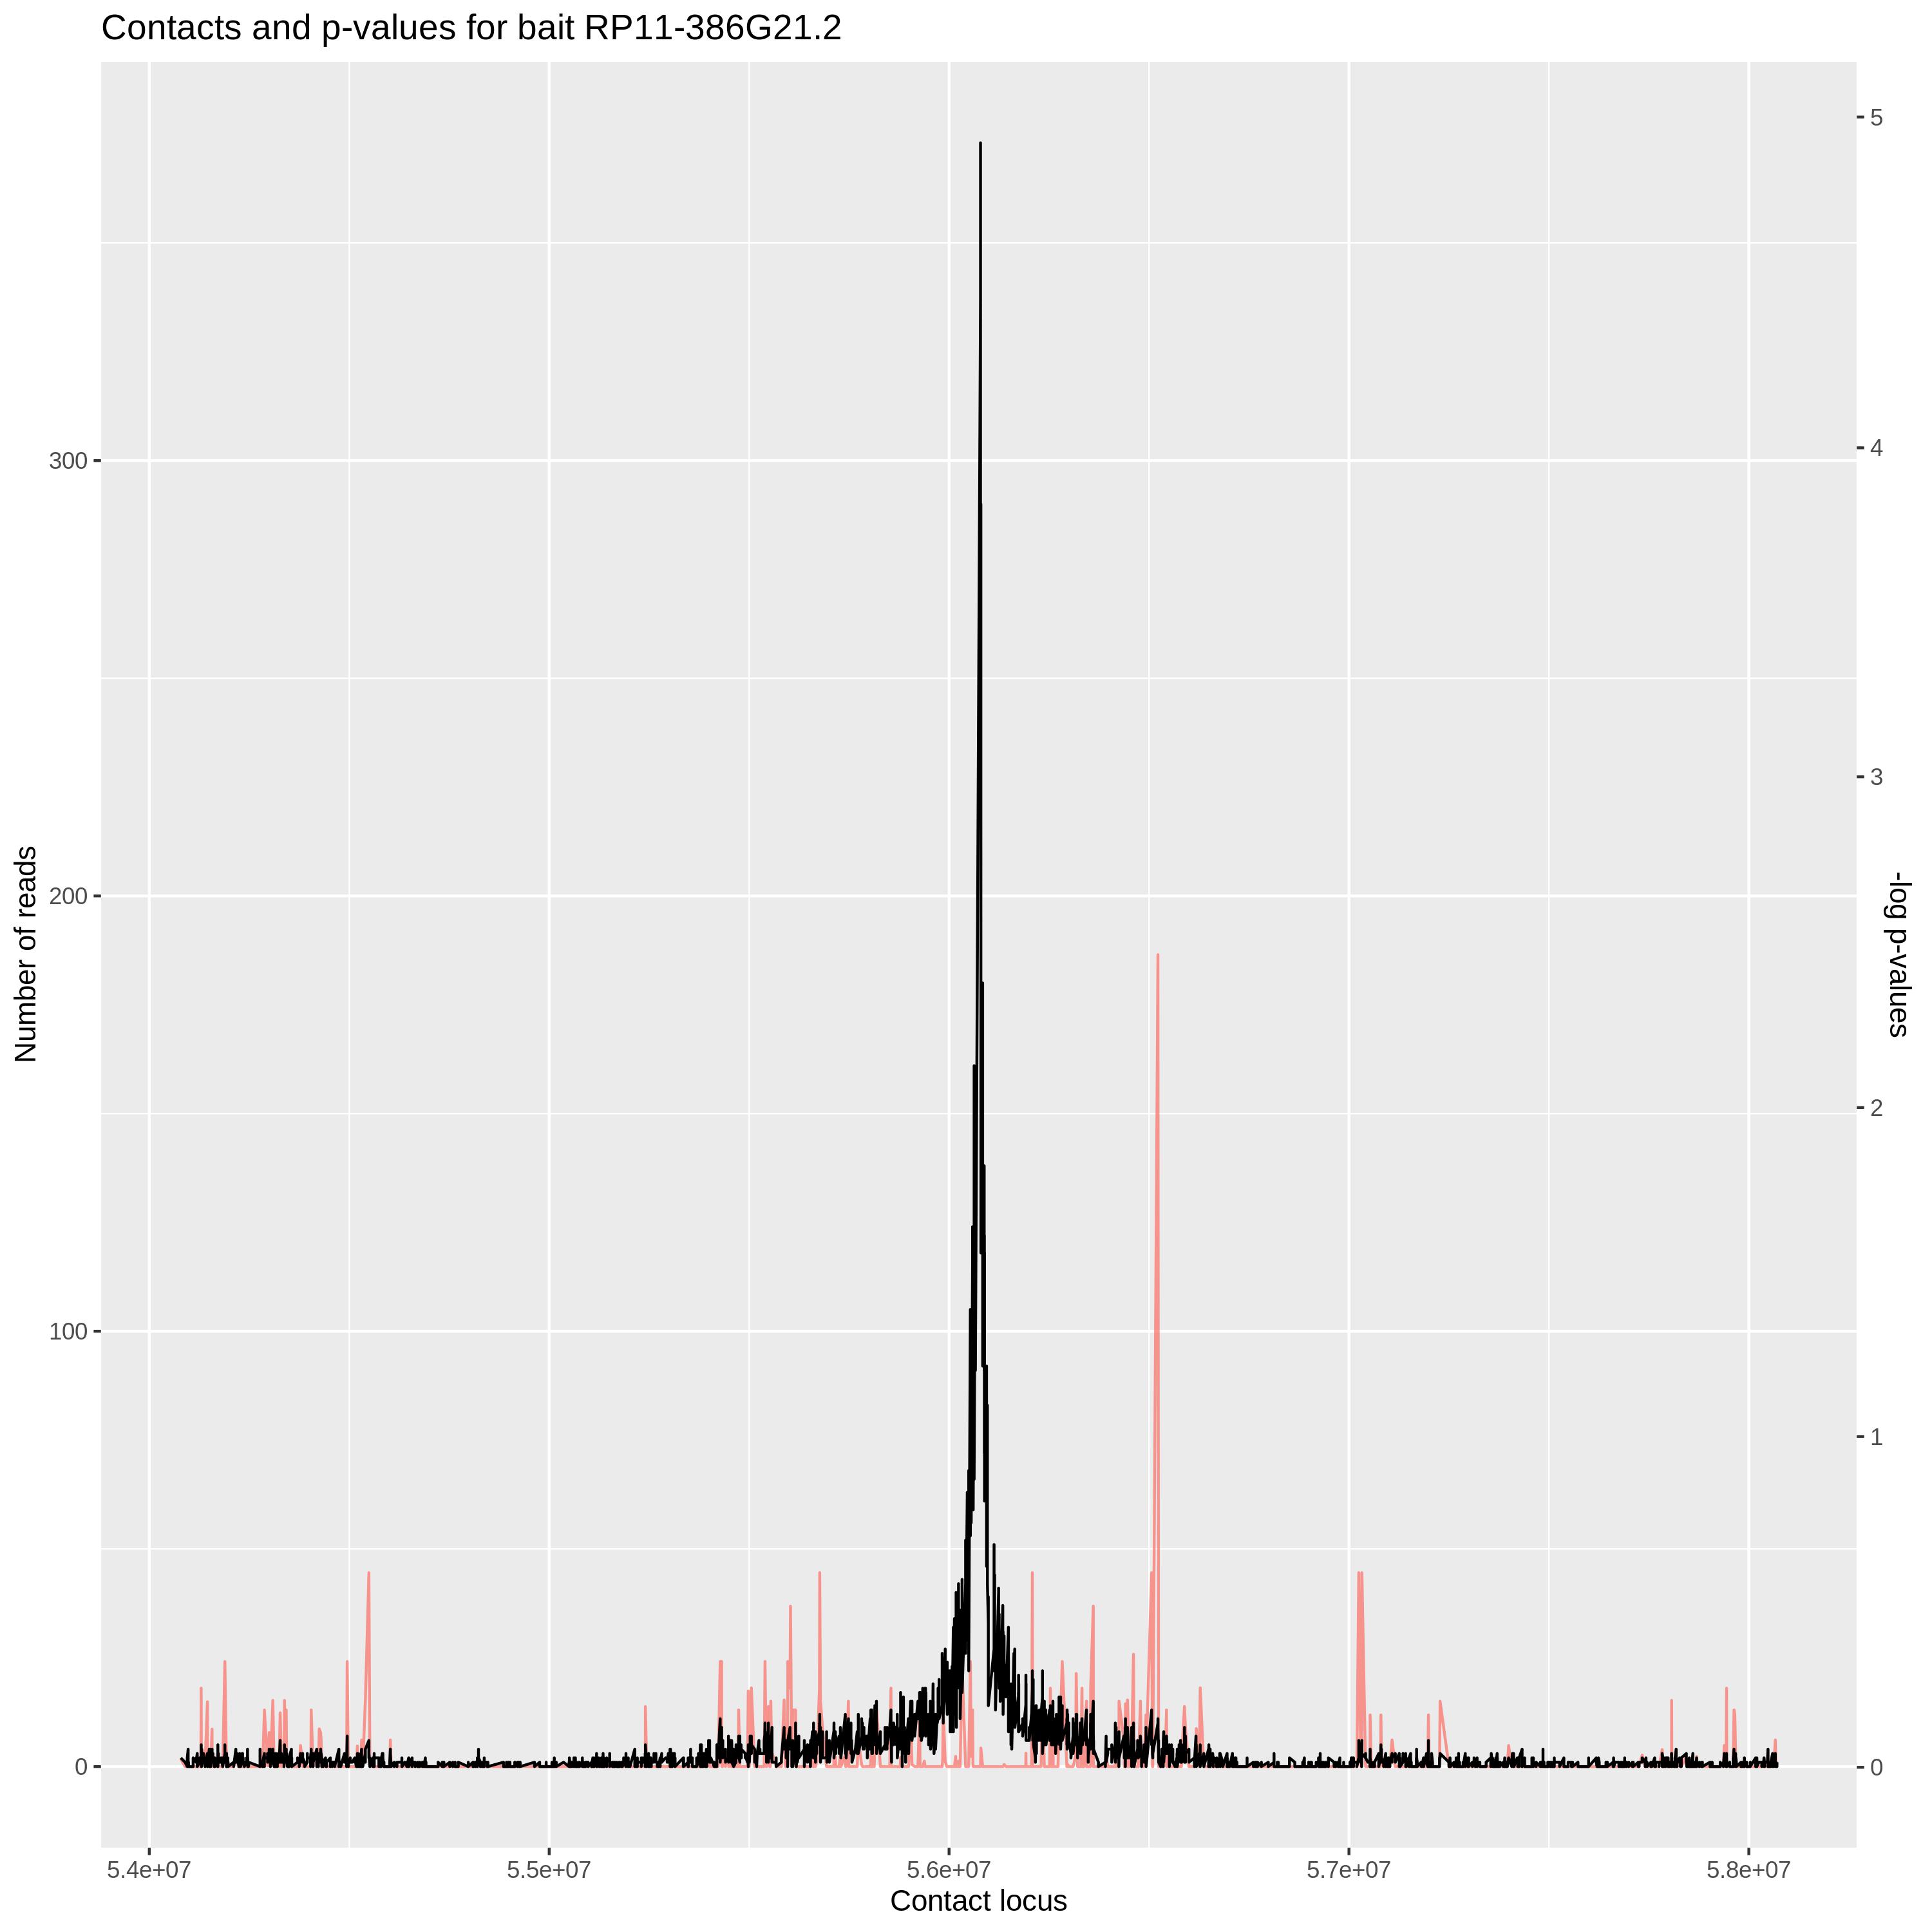 Contacts and p-values for bait RP11-386G21.2
Number of reads
300
200
100
0
5
4
3
2
1
0
-log p-values
5.4e+07
5.5e+07
5.6e+07
5.7e+07
5.8e+07
Contact locus